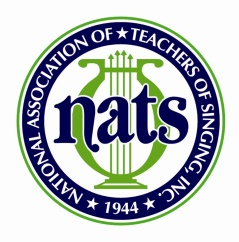 NATIONAL ASSOCIATION OF ★ TEACHERS OF SINGING, INC.
nats
★ 1944 ★